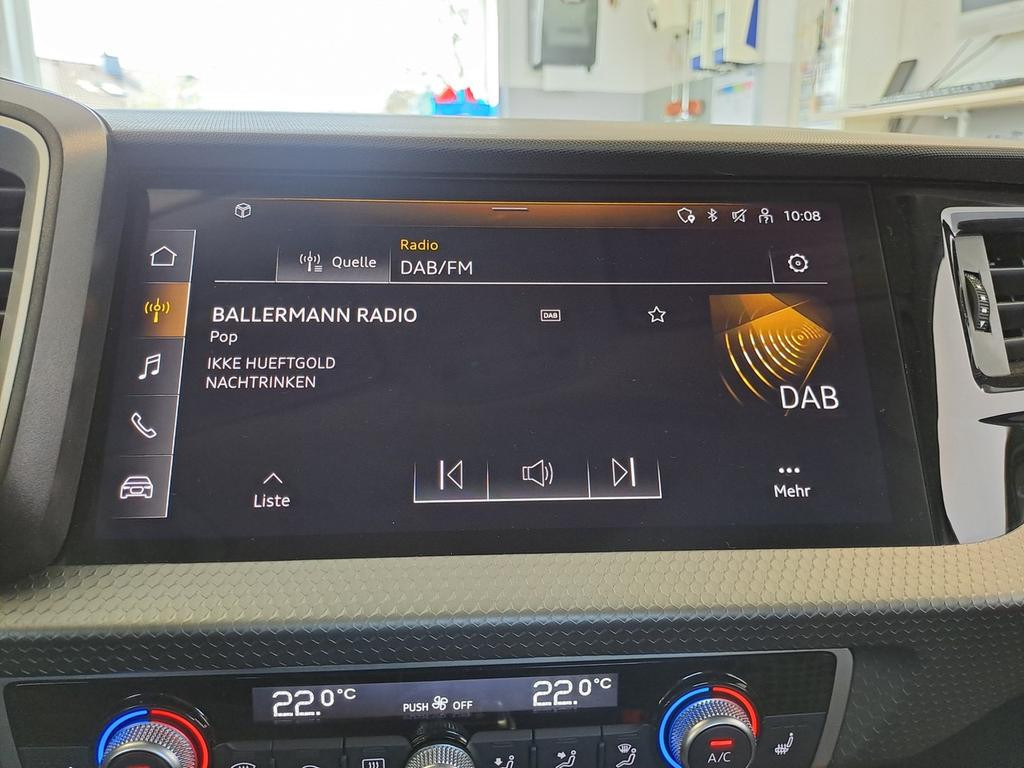 10:08
Quelle
Radio
DAB/FM
BALLERMANN RADIO
DAB
Pop
IKKE HUEFTGOLD
NACHTRINKEN
DAB
Liste
Mehr
22.0°C
PUSH OFF
22.0°C
A/C